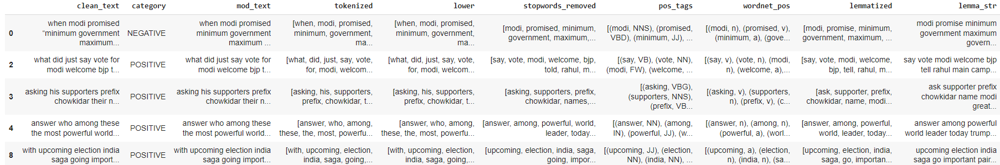 clean_text category mod_text tokenized lower stopwords_removed pos_tags wordnet_pos lemmatized lemma_str
0 when modi promised “minimum government maximum... NEGATIVE when modi promised minimum government maximum ... [when, modi, promised, minimum, government, ma... [when, modi, promised, minimum, government, ma... [modi, promised, minimum, government, maximum,... [(modi, NNS), (promised, VBD), (minimum, JJ), ... [(modi, n), (promised, v), (minimum, a), (gove... [modi, promise, minimum, government, maximum, ... modi promise minimum government maximum govern...
2 what did just say vote for modi welcome bjp t... POSITIVE what did just say vote for modi welcome bjp t... [what, did, just, say, vote, for, modi, welcom... [what, did, just, say, vote, for, modi, welcom... [say, vote, modi, welcome, bjp, told, rahul, m... [(say, VB), (vote, NN), (modi, FW), (welcome, ... [(say, v), (vote, n), (modi, n), (welcome, a),... [say, vote, modi, welcome, bjp, tell, rahul, m... say vote modi welcome bjp tell rahul main camp...
3 asking his supporters prefix chowkidar their n... POSITIVE asking his supporters prefix chowkidar their n... [asking, his, supporters, prefix, chowkidar, t... [asking, his, supporters, prefix, chowkidar, t... [asking, supporters, prefix, chowkidar, names,... [(asking, VBG), (supporters, NNS), (prefix, VB... [(asking, v), (supporters, n), (prefix, v), (c... [ask, supporter, prefix, chowkidar, name, modi... ask supporter prefix chowkidar name modi great...
4 answer who among these the most powerful world... POSITIVE answer who among these the most powerful world... [answer, who, among, these, the, most, powerfu... [answer, who, among, these, the, most, powerfu... [answer, among, powerful, world, leader, today... [(answer, NN), (among, IN), (powerful, JJ), (w... [(answer, n), (among, n), (powerful, a), (worl... [answer, among, powerful, world, leader, today... answer among powerful world leader today trump...
8 with upcoming election india saga going import... POSITIVE with upcoming election india saga going import... [with, upcoming, election, india, saga, going,... [with, upcoming, election, india, saga, going,... [upcoming, election, india, saga, going, impor... [(upcoming, JJ), (election, NN), (india, NN), ... [(upcoming, a), (election, n), (india, n), (sa... [upcoming, election, india, saga, go, importan... upcoming election india saga go important pair...